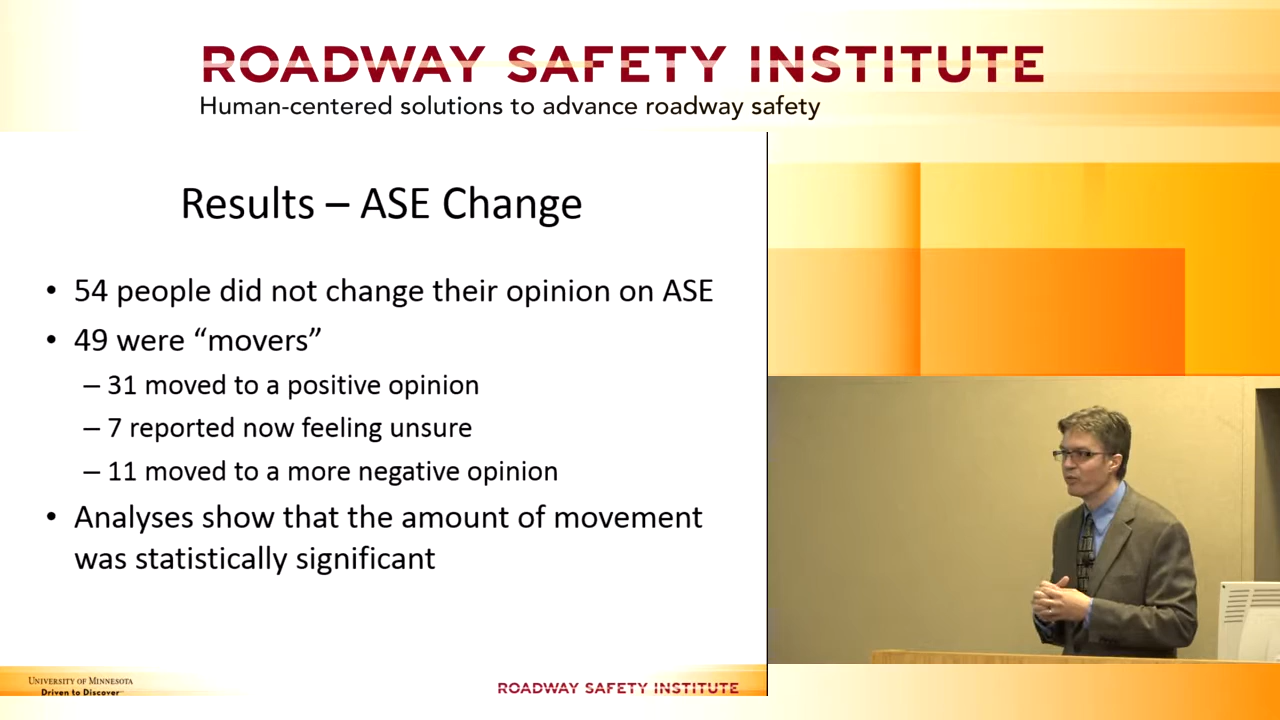 ROADWAY SAFETY INSTITUTE
Human-centered solutions to advance roadway safety
Results – ASE Change
• 54 people did not change their opinion on ASE
• 49 were “movers”
– 31 moved to a positive opinion
– 7 reported now feeling unsure
– 11 moved to a more negative opinion
• Analyses show that the amount of movement
was statistically significant
UNIVERSITY OF MINNESOTA
Driven to Discover
ROADWAY SAFETY INSTITUTE